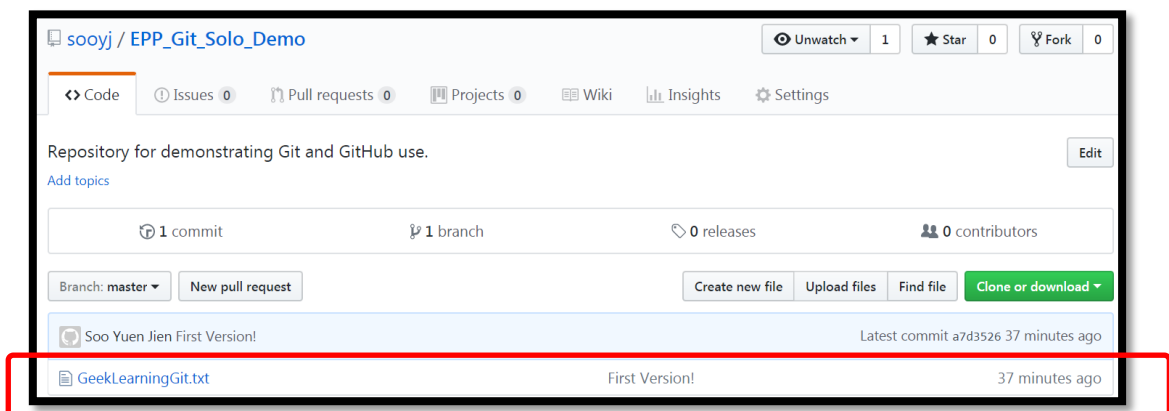 sooyj / EPP_Git_Solo_Demo
Unwatch 1 Star 0 Fork 0
Code Issues 0 Pull requests 0 Projects 0 Wiki Insights Settings
Repository for demonstrating Git and GitHub use.
Edit
Add topics
1 commit 1 branch 0 releases 0 contributors
Branch: master New pull request Create new file Upload files Find file Clone or download
Soo Yuen Jien First Version! Latest commit a7d3526 37 minutes ago
GeekLearningGit.txt First Version! 37 minutes ago